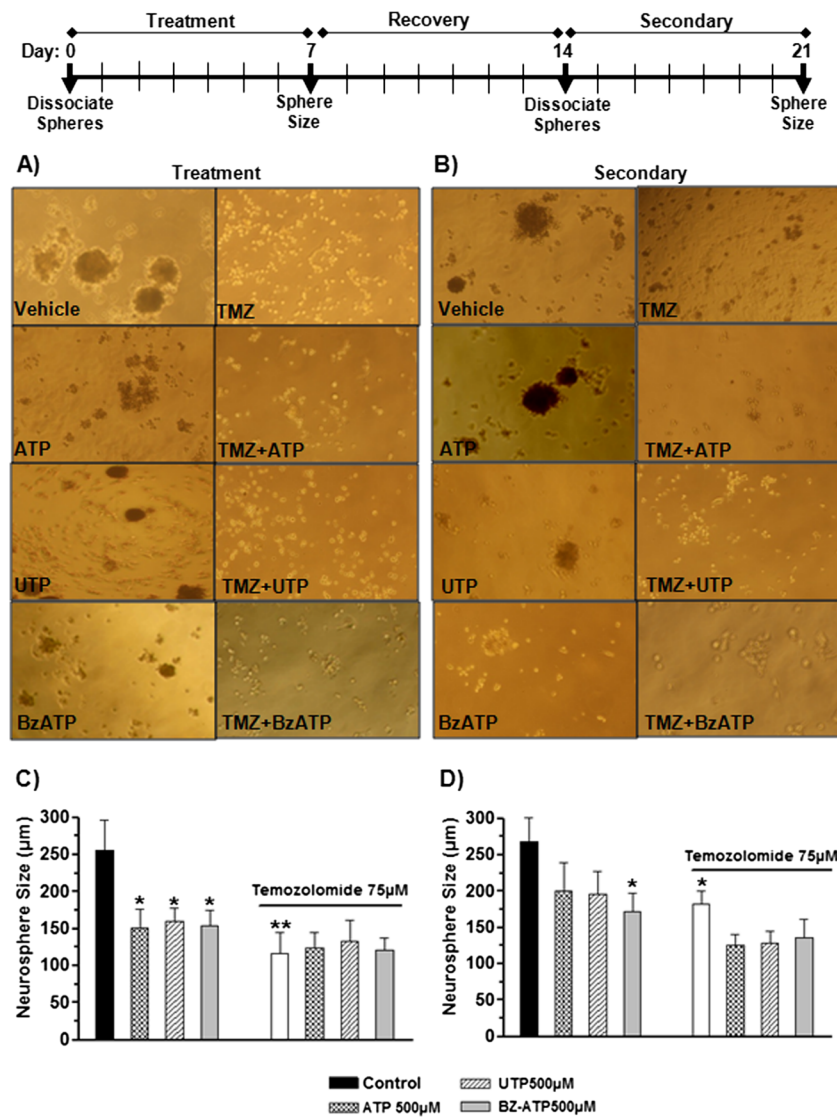 Treatment Recovery Secondary
Day: 0 7 14 21
Dissociate Spheres
Sphere Size
Dissociate Spheres
Sphere Size
A)
Treatment
Vehicle TMZ
ATP TMZ+ATP
UTP TMZ+UTP
BzATP TMZ+BzATP
B)
Secondary
Vehicle TMZ
ATP TMZ+ATP
UTP TMZ+UTP
BzATP TMZ+BzATP
C)
Neurosphere Size (µm)
300
250
200
150
100
50
0
* * *
**
Temozolomide 75µM
D)
Neurosphere Size (µm)
300
250
200
150
100
50
0
*
*
Temozolomide 75µM
Control
ATP 500µM
UTP500µM
BZ-ATP500µM